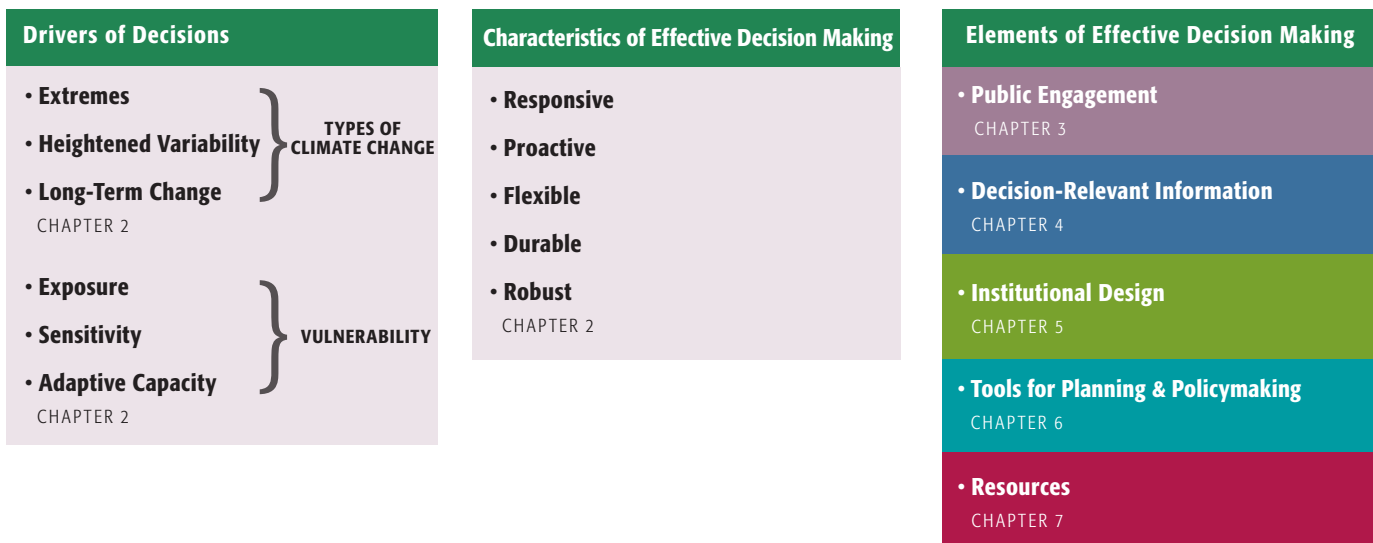 Drivers of Decisions
• Extremes
• Heightened Variability
• Long-Term Change
CHAPTER 2
TYPES OF
CLIMATE CHANGE
• Exposure
• Sensitivity
• Adaptive Capacity
CHAPTER 2
VULNERABILITY
Characteristics of Effective Decision Making
• Responsive
• Proactive
• Flexible
• Durable
• Robust
CHAPTER 2
Elements of Effective Decision Making
• Public Engagement
CHAPTER 3
• Decision-Relevant Information
CHAPTER 4
• Institutional Design
CHAPTER 5
• Tools for Planning & Policymaking
CHAPTER 6
• Resources
CHAPTER 7